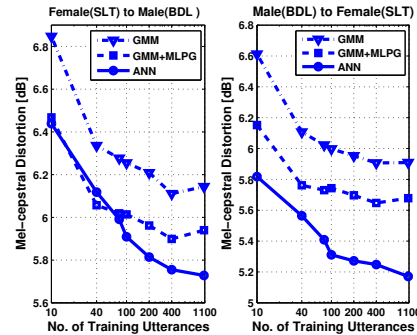 Female(SLT) to Male(BDL )
Mel−cepstral Distortion [dB]
6.8
6.6
6.4
6.2
6
5.8
5.6
GMM
GMM+MLPG
ANN
10
40
100
200
400
1100
No. of Training Utterances
Male(BDL) to Female(SLT)
Mel−cepstral Distortion [dB]
6.8
6.6
6.4
6.2
6
5.8
5.6
5.4
5.2
5
GMM
GMM+MLPG
ANN
10
40
100
200
400
1100
No. of Training Utterances